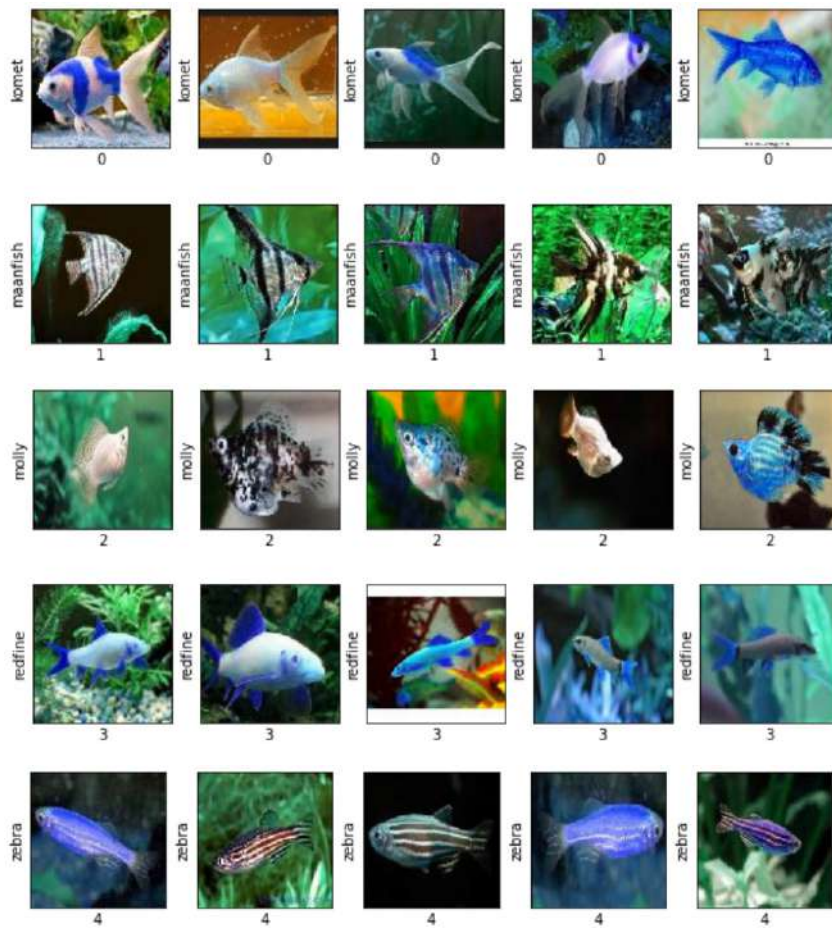 komet komet komet komet komet
0 0 0 0 0
maanfish maanfish maanfish maanfish maanfish
1 1 1 1 1
molly molly molly molly molly
2 2 2 2 2
redfine redfine redfine redfine redfine
3 3 3 3 3
zebra zebra zebra zebra zebra
4 4 4 4 4